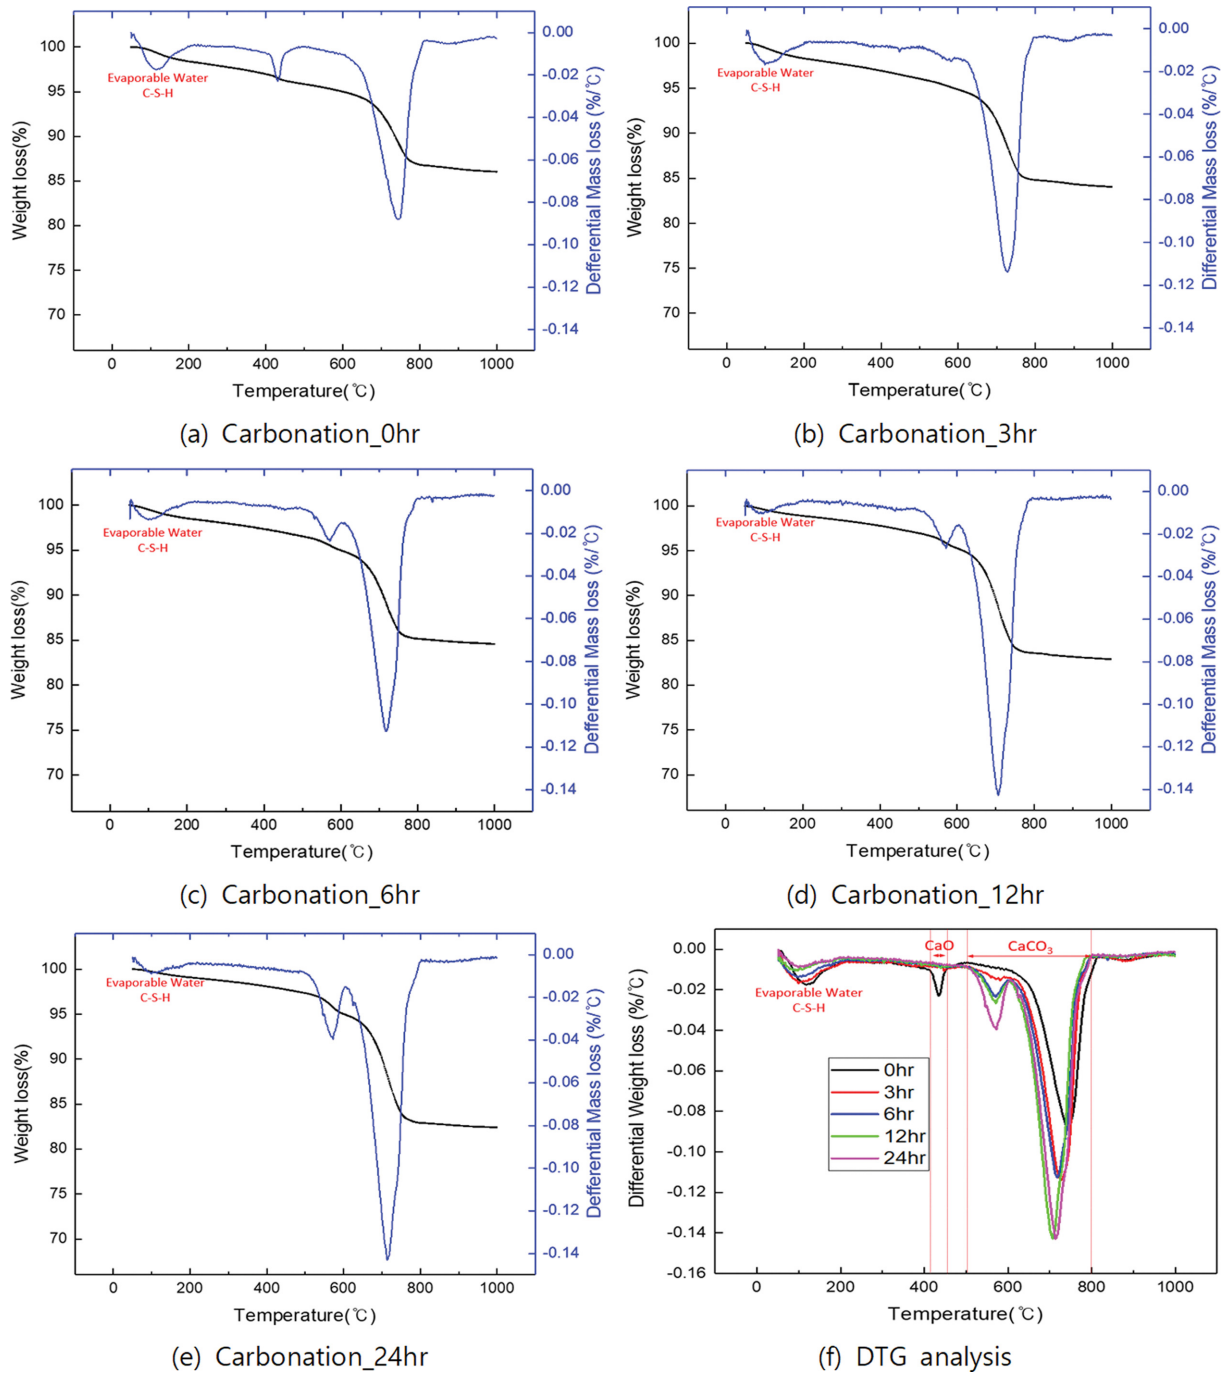 100
95
90
85
80
75
70
0.00
-0.02
-0.04
-0.06
-0.08
-0.10
-0.12
-0.14
Weight loss(%)
Defferential Mass loss (%/℃)
Evaporable Water
C-S-H
0 200 400 600 800 1000
Temperature(℃)
(a) Carbonation_0hr
100
95
90
85
80
75
70
0.00
-0.02
-0.04
-0.06
-0.08
-0.10
-0.12
-0.14
Weight loss(%)
Differential Mass loss (%/℃)
Evaporable Water
C-S-H
0 200 400 600 800 1000
Temperature(℃)
(b) Carbonation_3hr
100
95
90
85
80
75
70
0.00
-0.02
-0.04
-0.06
-0.08
-0.10
-0.12
-0.14
Weight loss(%)
Defferential Mass loss (%/℃)
Evaporable Water
C-S-H
0 200 400 600 800 1000
Temperature(℃)
(c) Carbonation_6hr
100
95
90
85
80
75
70
0.00
-0.02
-0.04
-0.06
-0.08
-0.10
-0.12
-0.14
Weight loss(%)
Defferential Mass loss (%/℃)
Evaporable Water
C-S-H
0 200 400 600 800 1000
Temperature(℃)
(d) Carbonation_12hr
100
95
90
85
80
75
70
0.00
-0.02
-0.04
-0.06
-0.08
-0.10
-0.12
-0.14
Weight loss(%)
Defferential Mass loss (%/℃)
Evaporable Water
C-S-H
0 200 400 600 800 1000
Temperature(℃)
(e) Carbonation_24hr
0.00
-0.02
-0.04
-0.06
-0.08
-0.10
-0.12
-0.14
-0.16
Differential Weight loss (%/℃)
CaO
CaCO₃
Evaporable Water
C-S-H
0hr
3hr
6hr
12hr
24hr
0 200 400 600 800 1000
Temperature(℃)
(f) DTG analysis